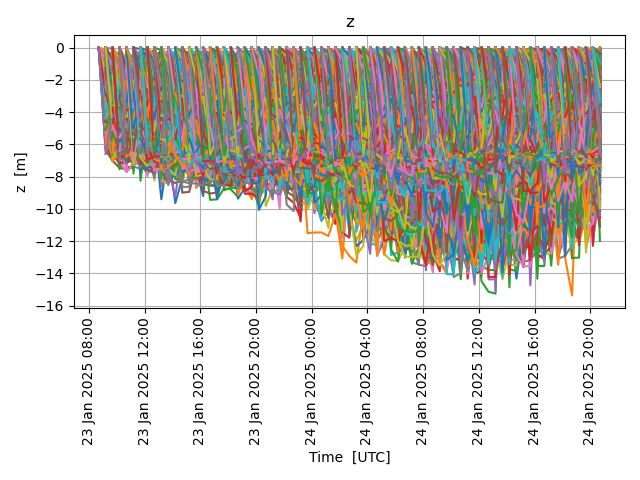 z
0
−2
−4
−6
−8
−10
−12
−14
−16
z [m]
23 Jan 2025 08:00
23 Jan 2025 12:00
23 Jan 2025 16:00
23 Jan 2025 20:00
24 Jan 2025 00:00
24 Jan 2025 04:00
24 Jan 2025 08:00
24 Jan 2025 12:00
24 Jan 2025 16:00
24 Jan 2025 20:00
Time [UTC]